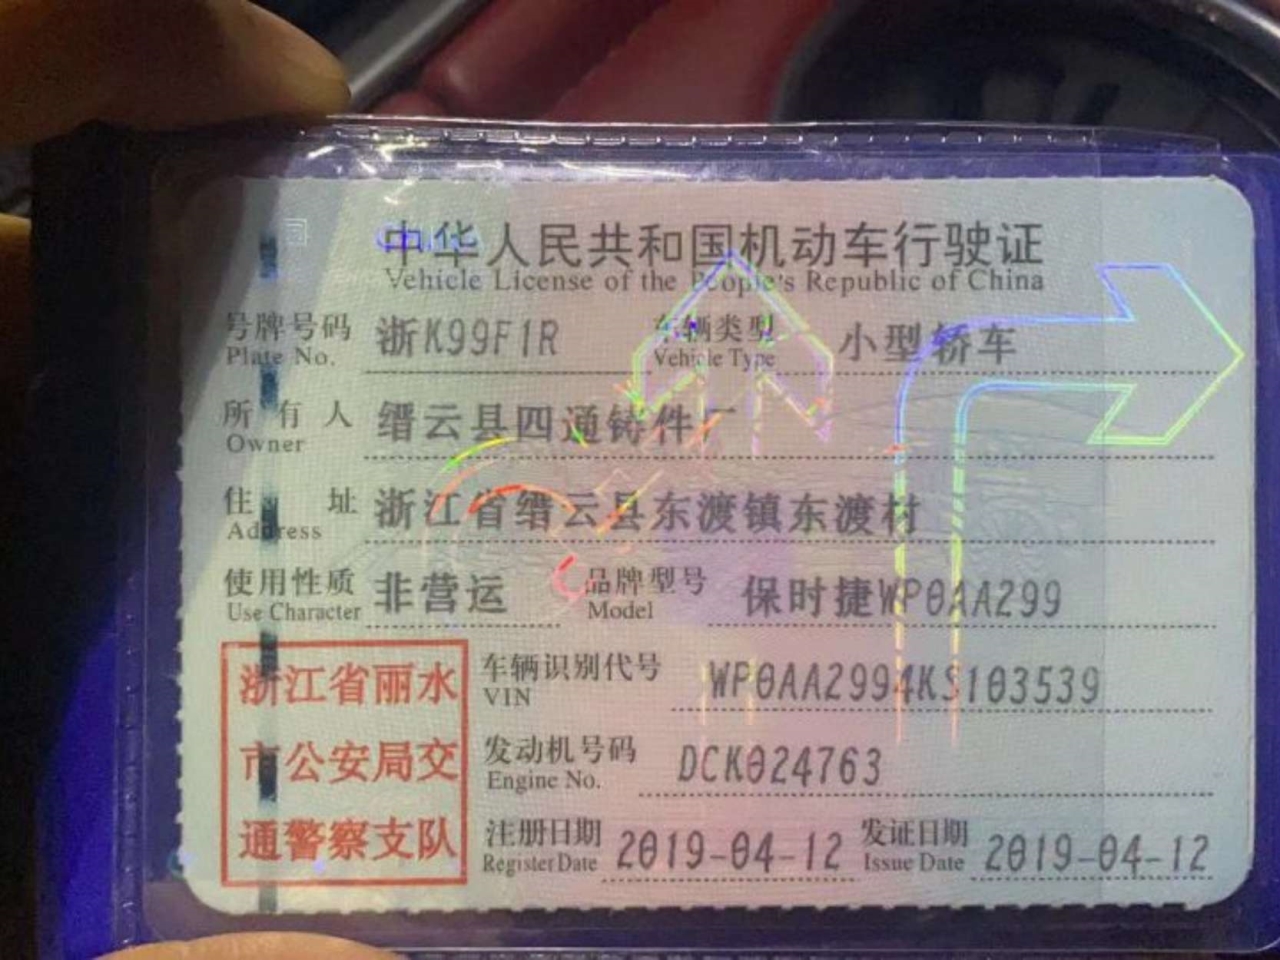 中华人民共和国机动车行驶证
Vehicle License of the People's Republic of China
号牌号码 浙K99F1R 车辆类型 小型轿车
Plate No. Vehicle Type
所有人 缙云县四通铸件厂
Owner
住址 浙江省缙云县东渡镇东渡村
Address
使用性质 非营运 品牌型号 保时捷WP0AA299
Use Character Model
浙江省丽水
市公安局交
通警察支队
车辆识别代号 WP0AA2994KS103539
VIN
发动机号码 DCK024763
Engine No.
注册日期 2019-04-12 发证日期 2019-04-12
Register Date Issue Date